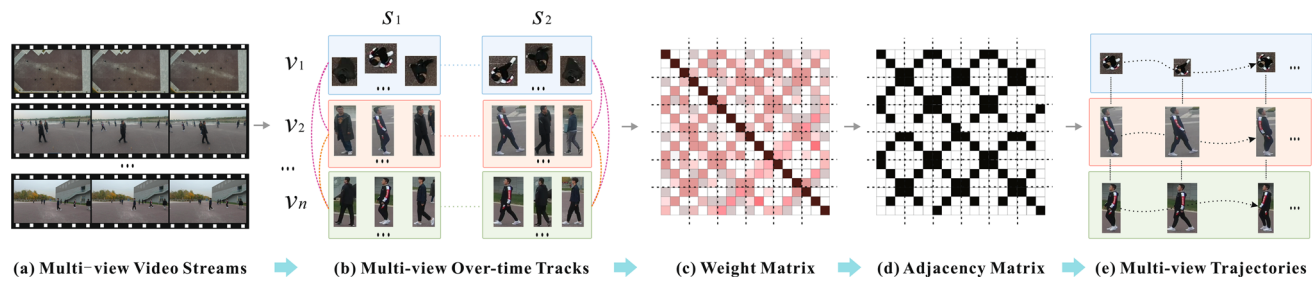 S1 S2
v1
v2
...
vn
(a) Multi-view Video Streams
(b) Multi-view Over-time Tracks
(c) Weight Matrix
(d) Adjacency Matrix
(e) Multi-view Trajectories